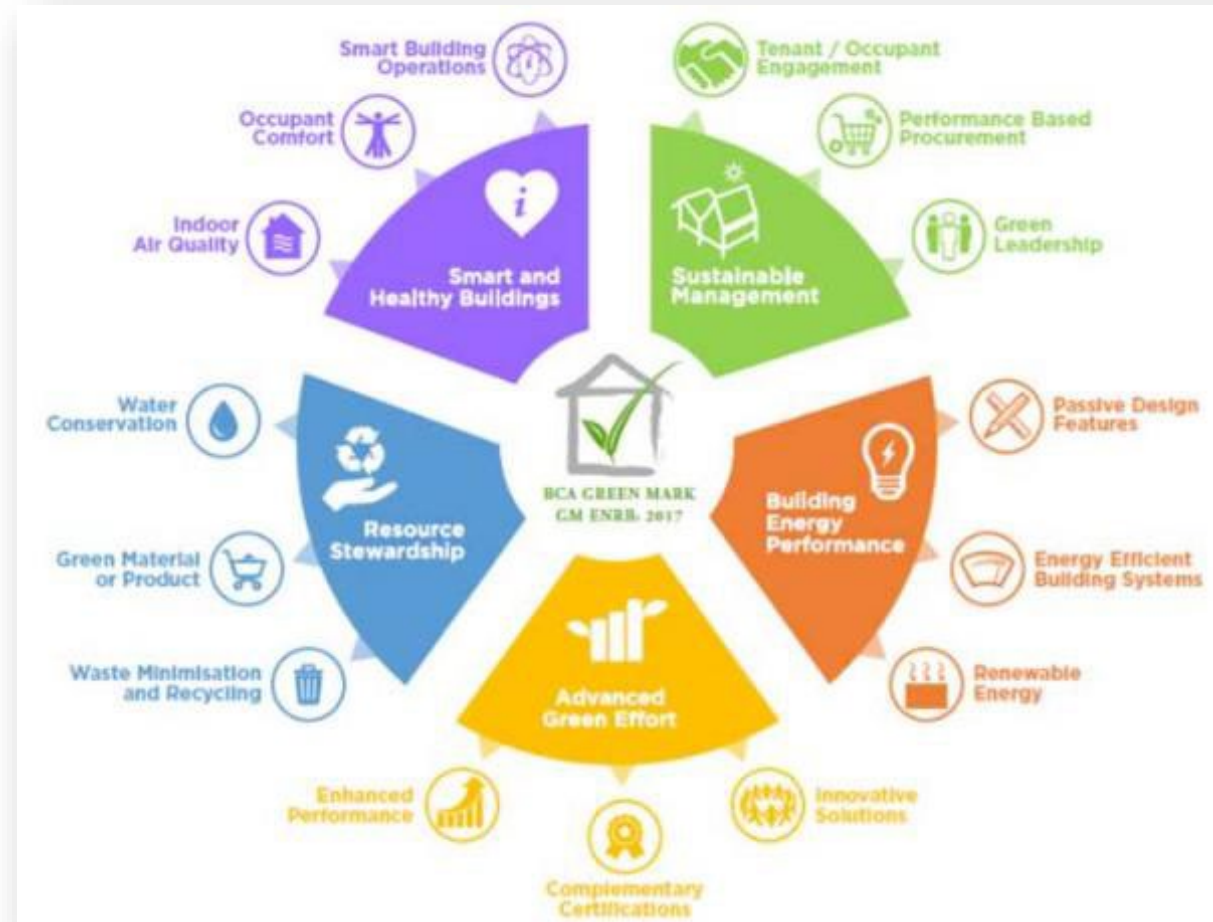 Smart Building
Operations
Occupant
Comfort
Indoor
Air Quality
i
Smart and
Healthy Buildings
Tenant / Occupant
Engagement
Performance Based
Procurement
Green
Leadership
Sustainable
Management
Water
Conservation
Green Material
or Product
Waste Minimisation
and Recycling
Resource
Stewardship
BCA GREEN MARK
GM ENRB: 2017
Building
Energy
Performance
Passive Design
Features
Energy Efficient
Building Systems
Renewable
Energy
Advanced
Green Effort
Enhanced
Performance
Complementary
Certifications
Innovative
Solutions